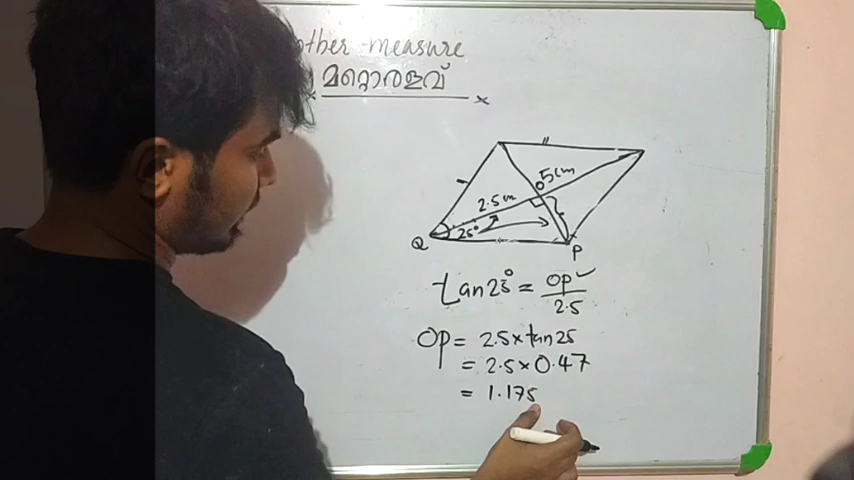 other measure
മറ്റൊരളവ്
x x
5cm
O
2.5cm
25°
Q
P
tan25° = OP / 2.5
OP = 2.5×tan25
= 2.5×0.47
= 1.175